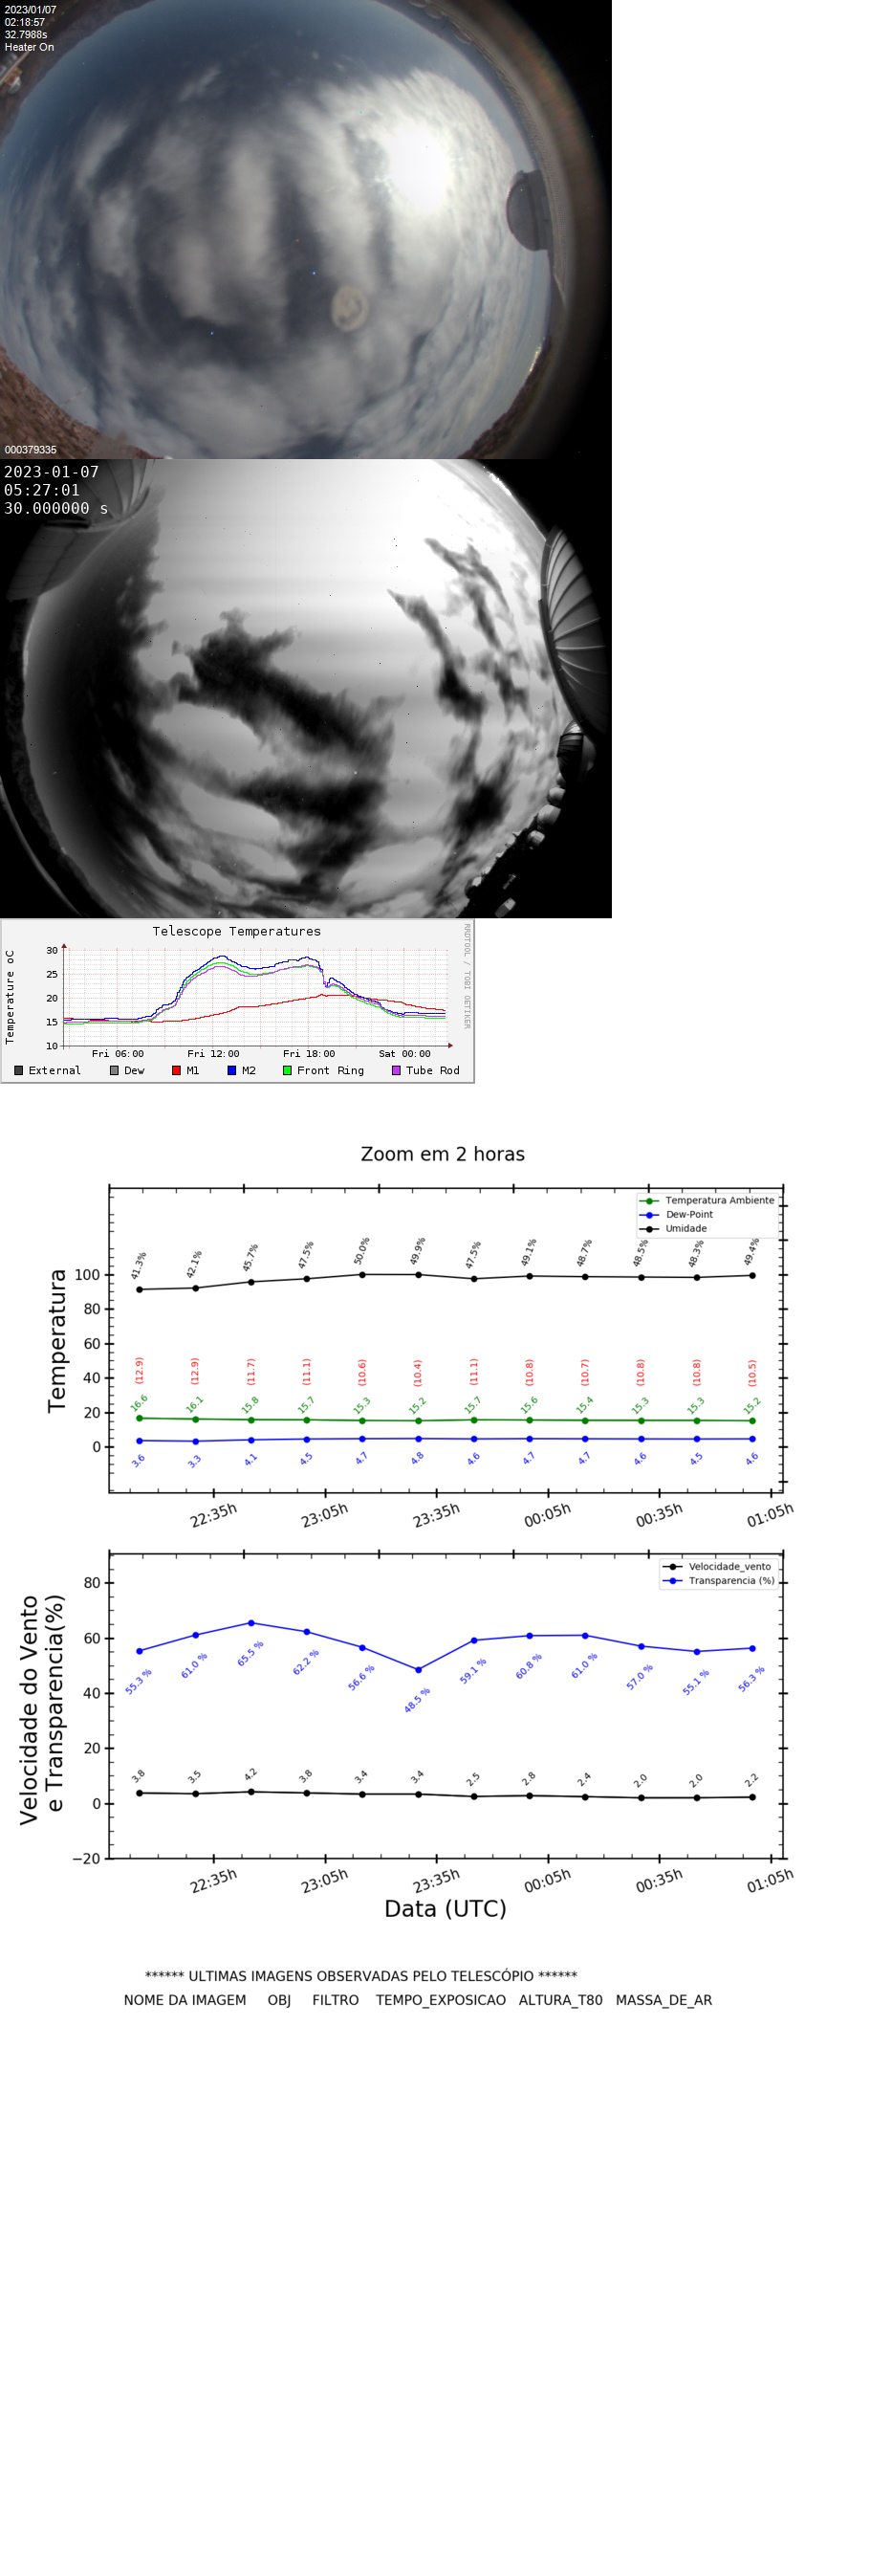 2023/01/07
02:18:57
32.7988s
Heater On
000379335
2023-01-07
05:27:01
30.000000 s
Telescope Temperatures
RRDTOOL / TOBI OETIKER
Temperature oC
30
25
20
15
10
Fri 06:00 Fri 12:00 Fri 18:00 Sat 00:00
External Dew M1 M2 Front Ring Tube Rod
Zoom em 2 horas
Temperatura Ambiente
Dew-Point
Umidade
Temperatura
100
80
60
40
20
0
41.3% 42.1% 45.7% 47.5% 50.0% 49.9% 47.5% 49.1% 48.7% 48.5% 48.3% 49.4%
(12.9) (12.9) (11.7) (11.1) (10.6) (10.4) (11.1) (10.8) (10.7) (10.8) (10.8) (10.5)
16.6 16.1 15.8 15.7 15.3 15.2 15.7 15.6 15.4 15.3 15.3 15.2
3.6 3.3 4.1 4.5 4.7 4.8 4.6 4.7 4.7 4.6 4.5 4.6
22:35h 23:05h 23:35h 00:05h 00:35h 01:05h
Velocidade_vento
Transparencia (%)
Velocidade do Vento
e Transparencia(%)
80
60
40
20
0
−20
55.3 % 61.0 % 65.5 % 62.2 % 56.6 % 48.5 % 59.1 % 60.8 % 61.0 % 57.0 % 55.1 % 56.3 %
3.8 3.5 4.2 3.8 3.4 3.4 2.5 2.8 2.4 2.0 2.0 2.2
22:35h 23:05h 23:35h 00:05h 00:35h 01:05h
Data (UTC)
****** ULTIMAS IMAGENS OBSERVADAS PELO TELESCÓPIO ******
NOME DA IMAGEM OBJ FILTRO TEMPO_EXPOSICAO ALTURA_T80 MASSA_DE_AR